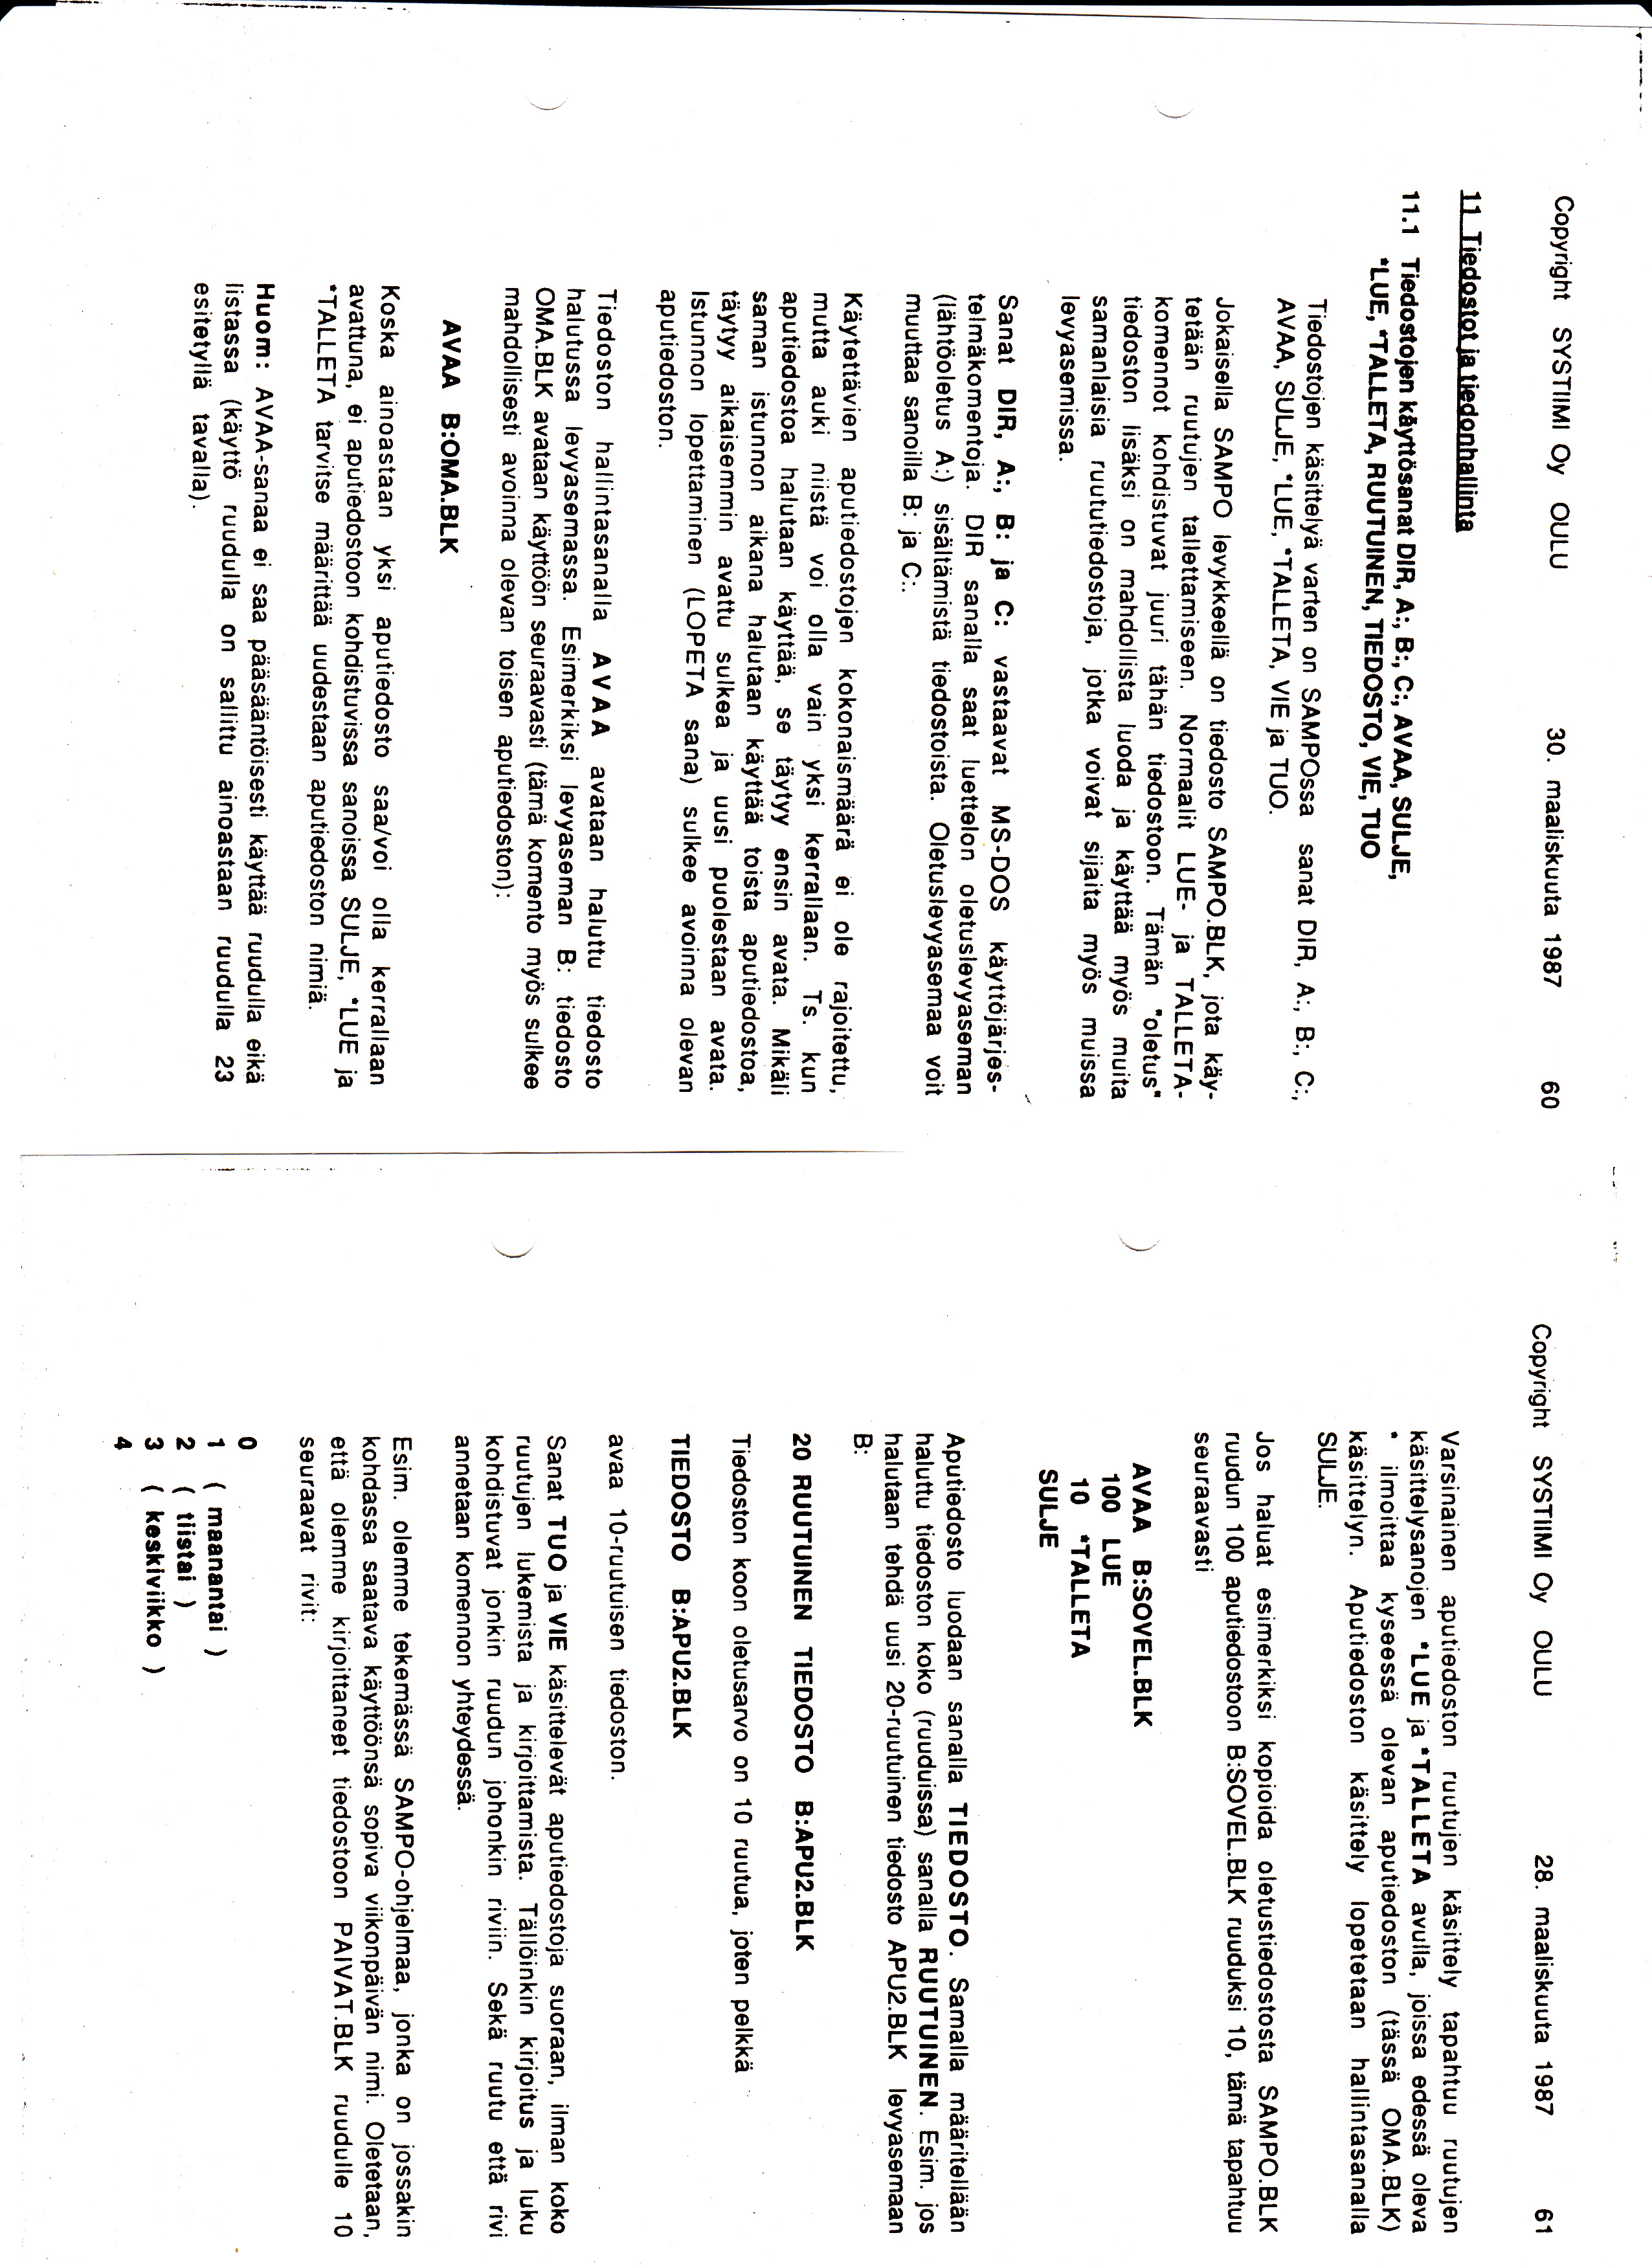 Copyright SYSTIIMI Oy OULU 30. maaliskuuta 1987 60
11 Tiedostot ja tiedonhallinta
11.1 Tiedostojen käyttösanat DIR, A:, B:, C:, AVAA, SULJE,
*LUE, *TALLETA, RUUTUINEN, TIEDOSTO, VIE, TUO
Tiedostojen käsittelyä varten on SAMPOssa sanat DIR, A:, B:, C:,
AVAA, SULJE, *LUE, *TALLETA, VIE ja TUO.
Jokaisella SAMPO levykkeellä on tiedosto SAMPO.BLK, jota käy-
tetään ruutujen tallettamiseen. Normaalit LUE- ja TALLETA-
komennot kohdistuvat juuri tähän tiedostoon. Tämän "oletus"
tiedoston lisäksi on mahdollista luoda ja käyttää myös muita
samanlaisia ruututiedostoja, jotka voivat sijaita myös muissa
levyasemissa.
Sanat DIR, A:, B: ja C: vastaavat MS-DOS käyttöjärjes-
telmäkomentoja. DIR sanalla saat luettelon oletuslevyaseman
(lähtöoletus A:) sisältämistä tiedostoista. Oletuslevyasemaa voit
muuttaa sanoilla B: ja C:.
Käytettävien aputiedostojen kokonaismäärä ei ole rajoitettu,
mutta auki niistä voi olla vain yksi kerrallaan. Ts. kun
aputiedostoa halutaan käyttää, se täytyy ensin avata. Mikäli
saman istunnon aikana halutaan käyttää toista aputiedostoa,
täytyy aikaisemmin avattu sulkea ja uusi puolestaan avata.
Istunnon lopettaminen (LOPETA sana) sulkee avoinna olevan
aputiedoston.
Tiedoston hallintasanalla AVAA avataan haluttu tiedosto
halutussa levyasemassa. Esimerkiksi levyaseman B: tiedosto
OMA.BLK avataan käyttöön seuraavasti (tämä komento myös sulkee
mahdollisesti avoinna olevan toisen aputiedoston):
AVAA B:OMA.BLK
Koska ainoastaan yksi aputiedosto saa/voi olla kerrallaan
avattuna, ei aputiedostoon kohdistuvissa sanoissa SULJE, *LUE ja
*TALLETA tarvitse määrittää uudestaan aputiedoston nimiä.
Huom: AVAA-sanaa ei saa pääsääntöisesti käyttää ruudulla eikä
listassa (käyttö ruudulla on sallittu ainoastaan ruudulla 23
esitetyllä tavalla).
Copyright SYSTIIMI Oy OULU 28. maaliskuuta 1987 61
Varsinainen aputiedoston ruutujen käsittely tapahtuu ruutujen
käsittelysanojen *LUE ja *TALLETA avulla, joissa edessä oleva
* ilmoittaa kyseessä olevan aputiedoston (tässä OMA.BLK)
käsittelyn. Aputiedoston käsittely lopetetaan hallintasanalla
SULJE.
Jos haluat esimerkiksi kopioida oletustiedostosta SAMPO.BLK
ruudun 100 aputiedostoon B:SOVEL.BLK ruuduksi 10, tämä tapahtuu
seuraavasti
AVAA B:SOVEL.BLK
100 LUE
10 *TALLETA
SULJE
Aputiedosto luodaan sanalla TIEDOSTO. Samalla määritellään
haluttu tiedoston koko (ruuduissa) sanalla RUUTUINEN. Esim. jos
halutaan tehdä uusi 20-ruutuinen tiedosto APU2.BLK levyasemaan
B:
20 RUUTUINEN TIEDOSTO B:APU2.BLK
Tiedoston koon oletusarvo on 10 ruutua, joten pelkkä
TIEDOSTO B:APU2.BLK
avaa 10-ruutuisen tiedoston.
Sanat TUO ja VIE käsittelevät aputiedostoja suoraan, ilman koko
ruutujen lukemista ja kirjoittamista. Tällöinkin kirjoitus ja luku
kohdistuvat jonkin ruudun johonkin riviin. Sekä ruutu että rivi
annetaan komennon yhteydessä.
Esim. olemme tekemässä SAMPO-ohjelmaa, jonka on jossakin
kohdassa saatava käyttöönsä sopiva viikonpäivän nimi. Oletetaan,
että olemme kirjoittaneet tiedostoon PAIVAT.BLK ruudulle 10
seuraavat rivit:
0
1 ( maanantai )
2 ( tiistai )
3 ( keskiviikko )
4